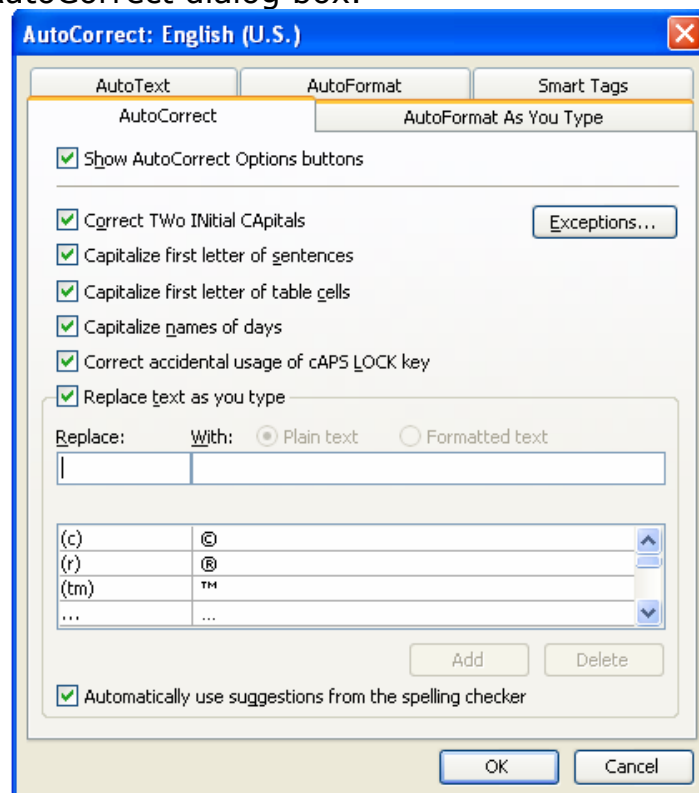 AutoCorrect dialog box.
AutoCorrect: English (U.S.)
AutoText AutoFormat Smart Tags
AutoCorrect AutoFormat As You Type
Show AutoCorrect Options buttons
Correct TWo INitial CApitals Exceptions...
Capitalize first letter of sentences
Capitalize first letter of table cells
Capitalize names of days
Correct accidental usage of cAPS LOCK key
Replace text as you type
Replace: With: Plain text Formatted text
(c) ©
(r) ®
(tm) ™
... …
Add Delete
Automatically use suggestions from the spelling checker
OK Cancel